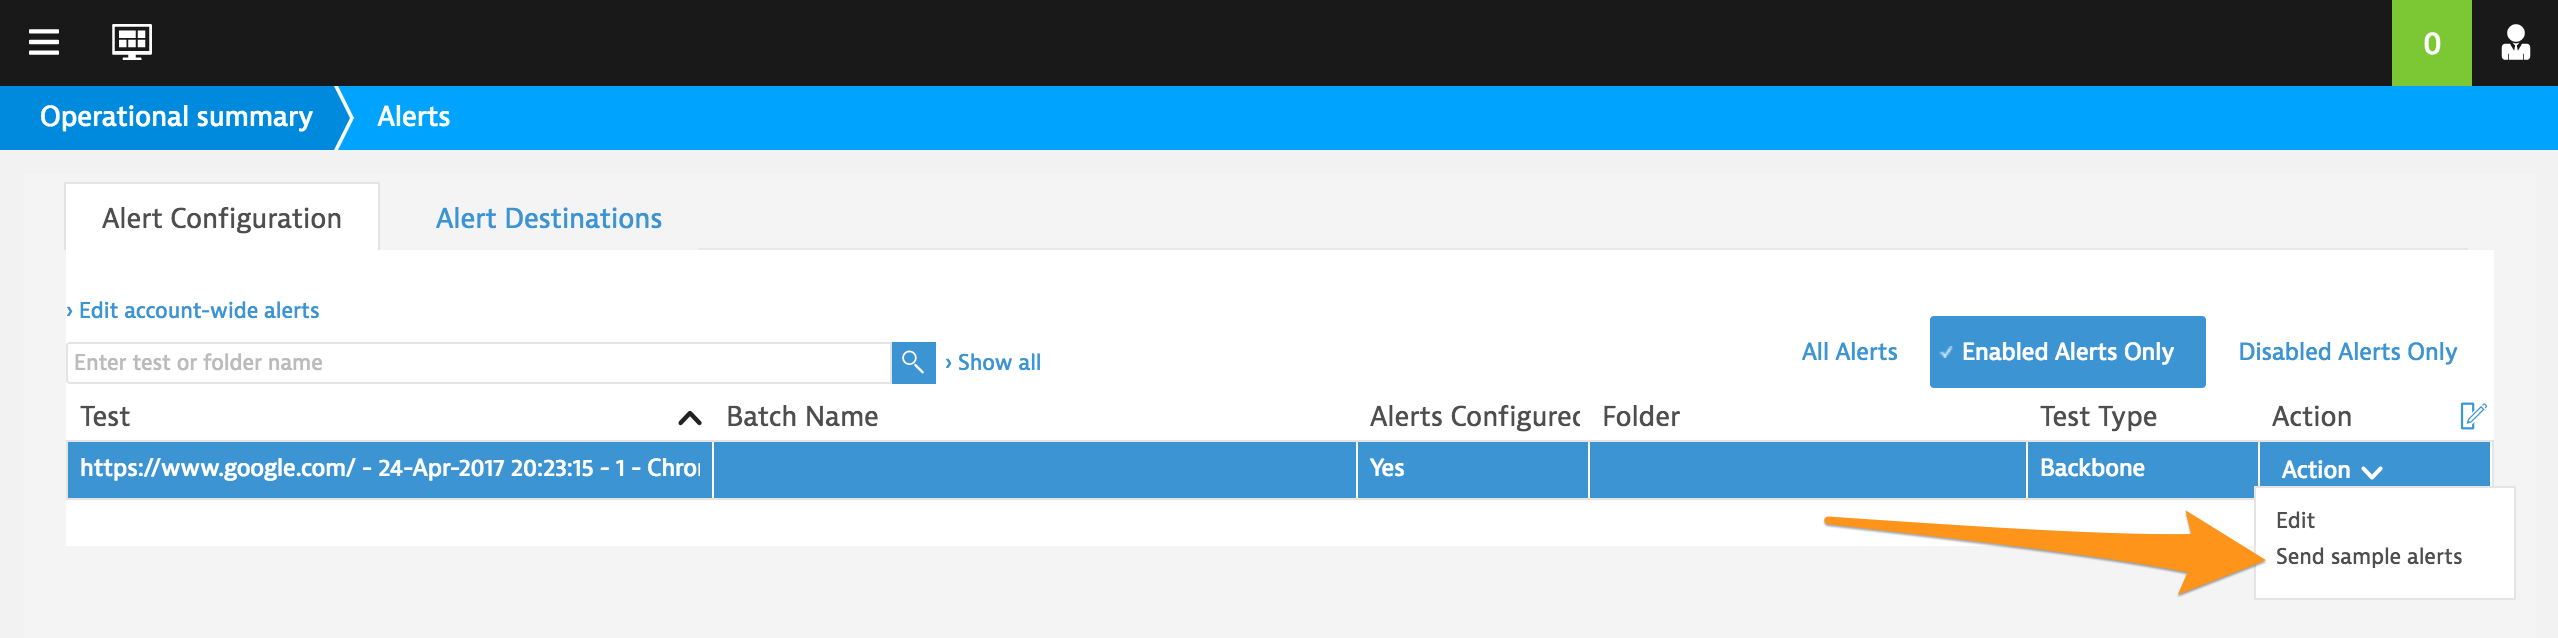 0
Operational summary Alerts
Alert Configuration Alert Destinations
› Edit account-wide alerts
Enter test or folder name › Show all All Alerts ✓ Enabled Alerts Only Disabled Alerts Only
Test Batch Name Alerts Configured Folder Test Type Action
https://www.google.com/ - 24-Apr-2017 20:23:15 - 1 - Chro Yes Backbone Action
Edit
Send sample alerts